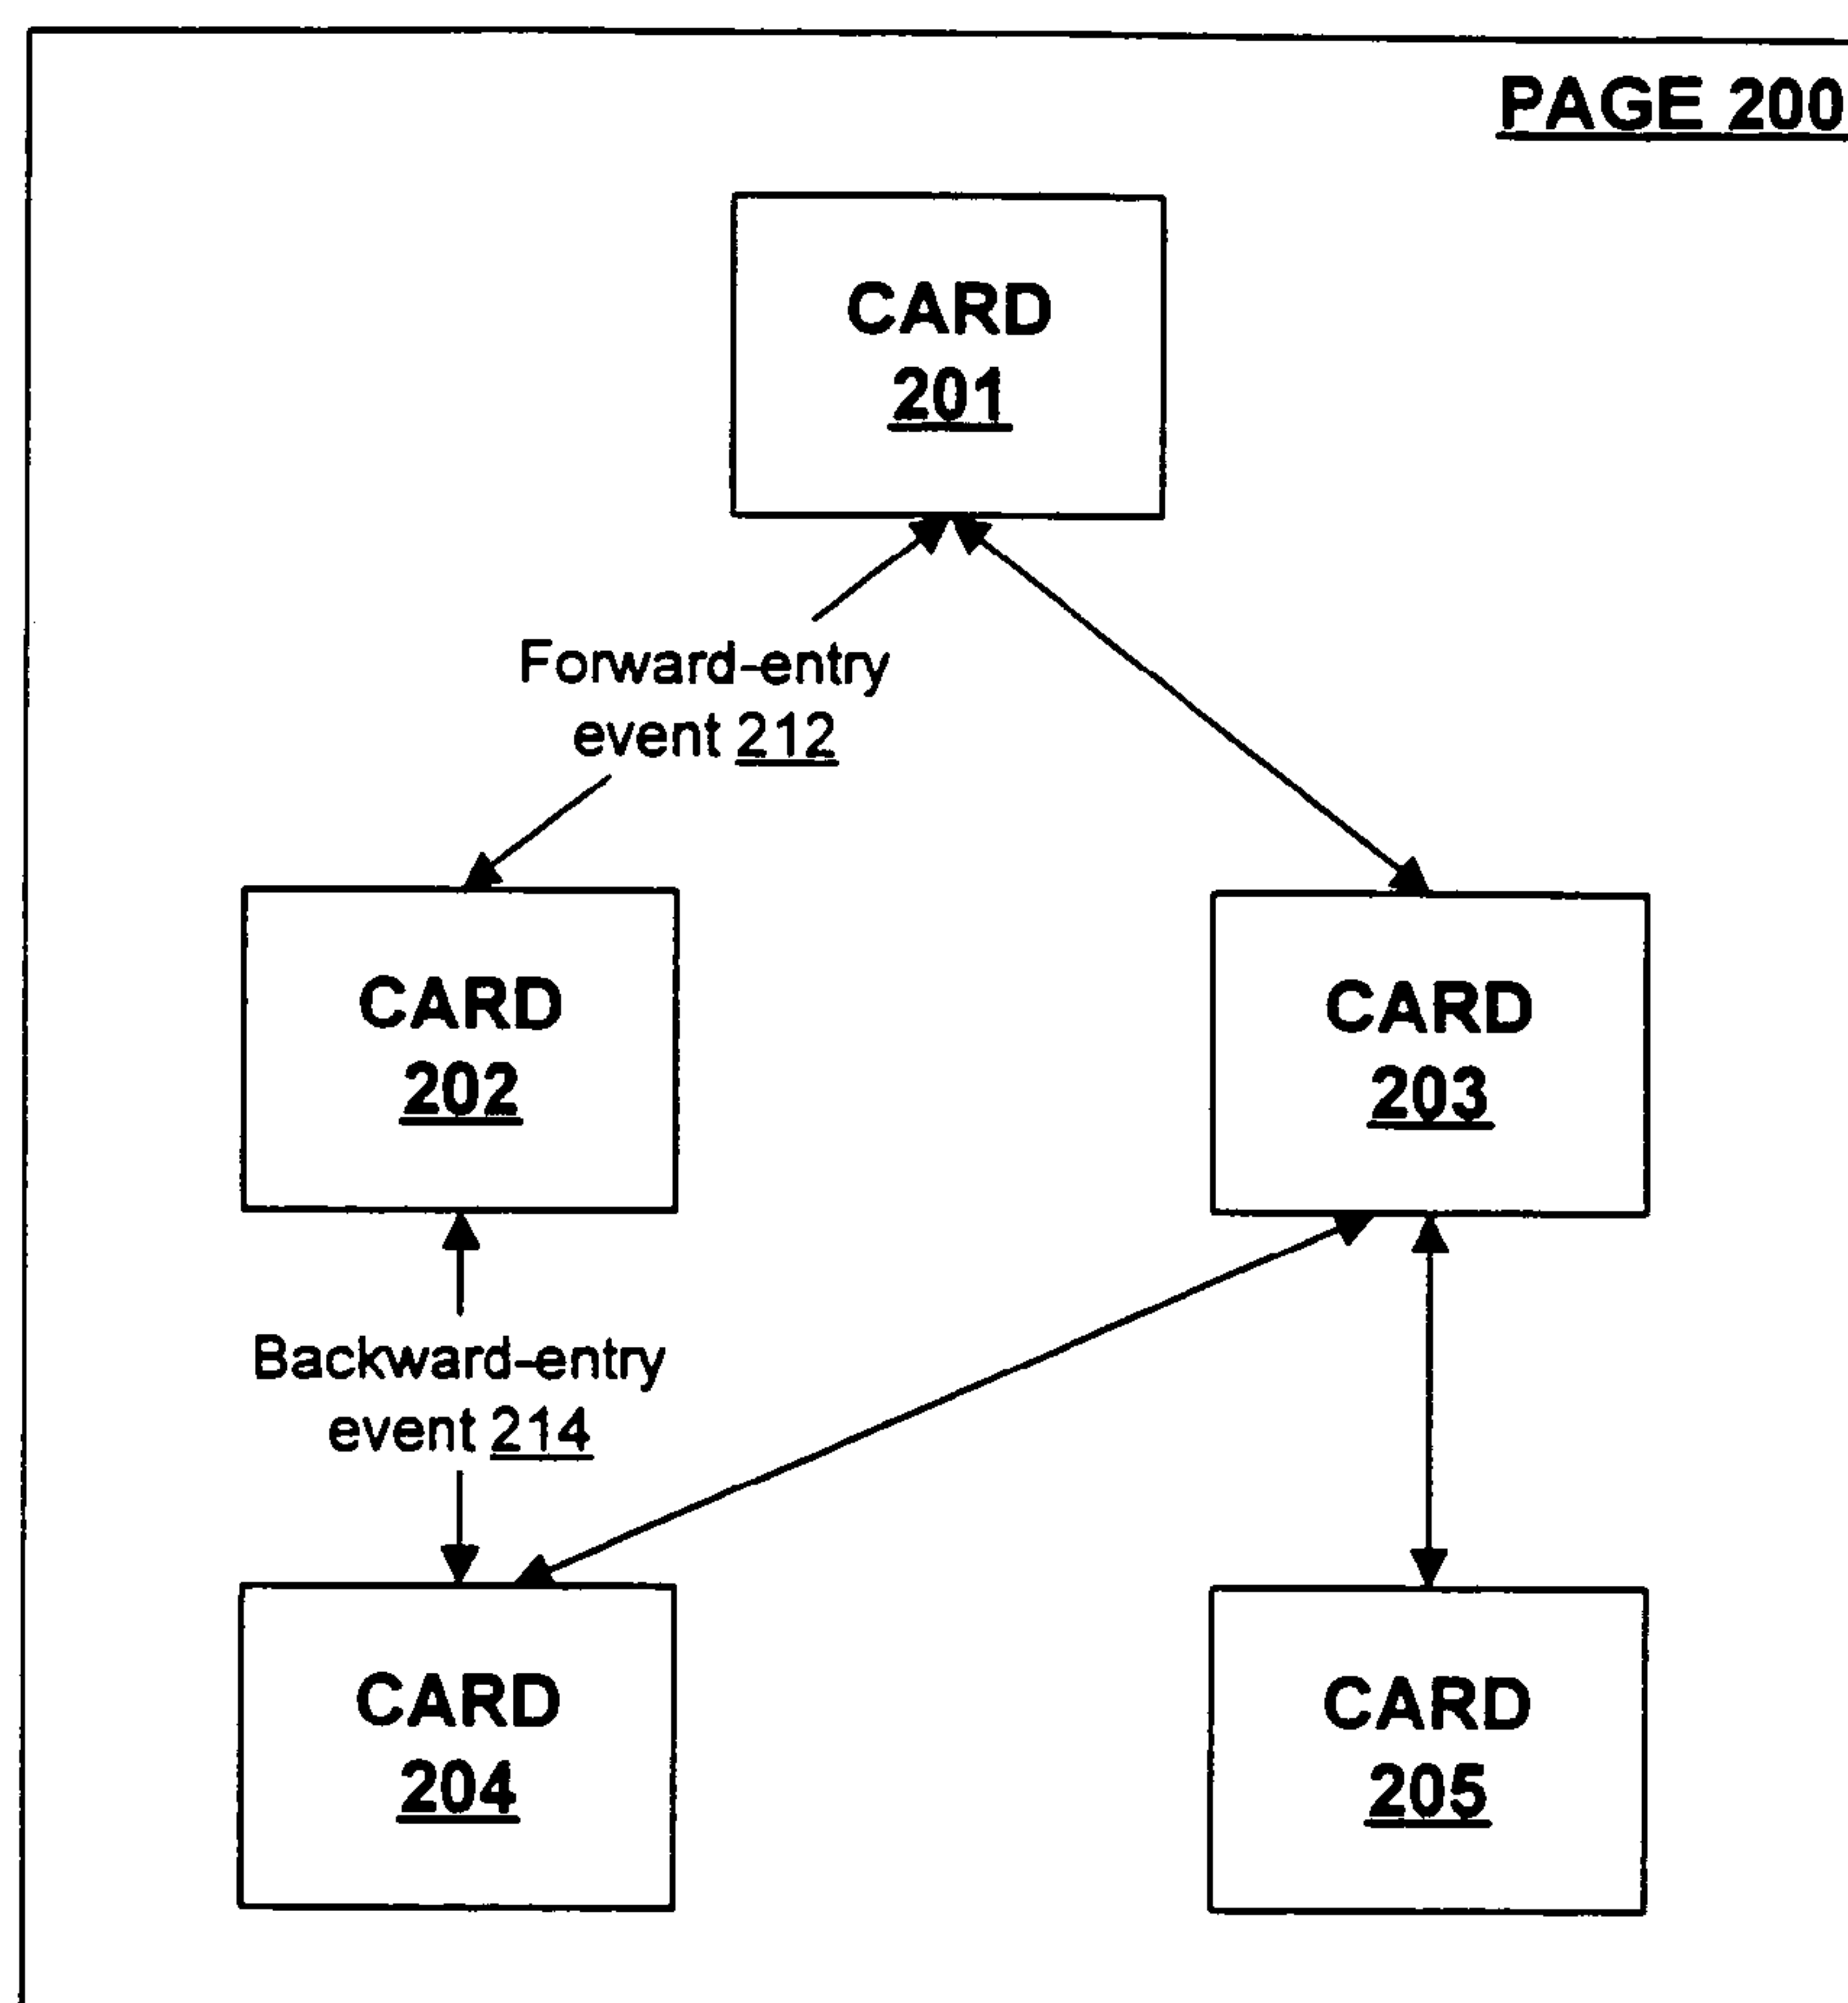 PAGE 200
CARD
201
Forward-entry
event 212
CARD
202
CARD
203
Backward-entry
event 214
CARD
204
CARD
205